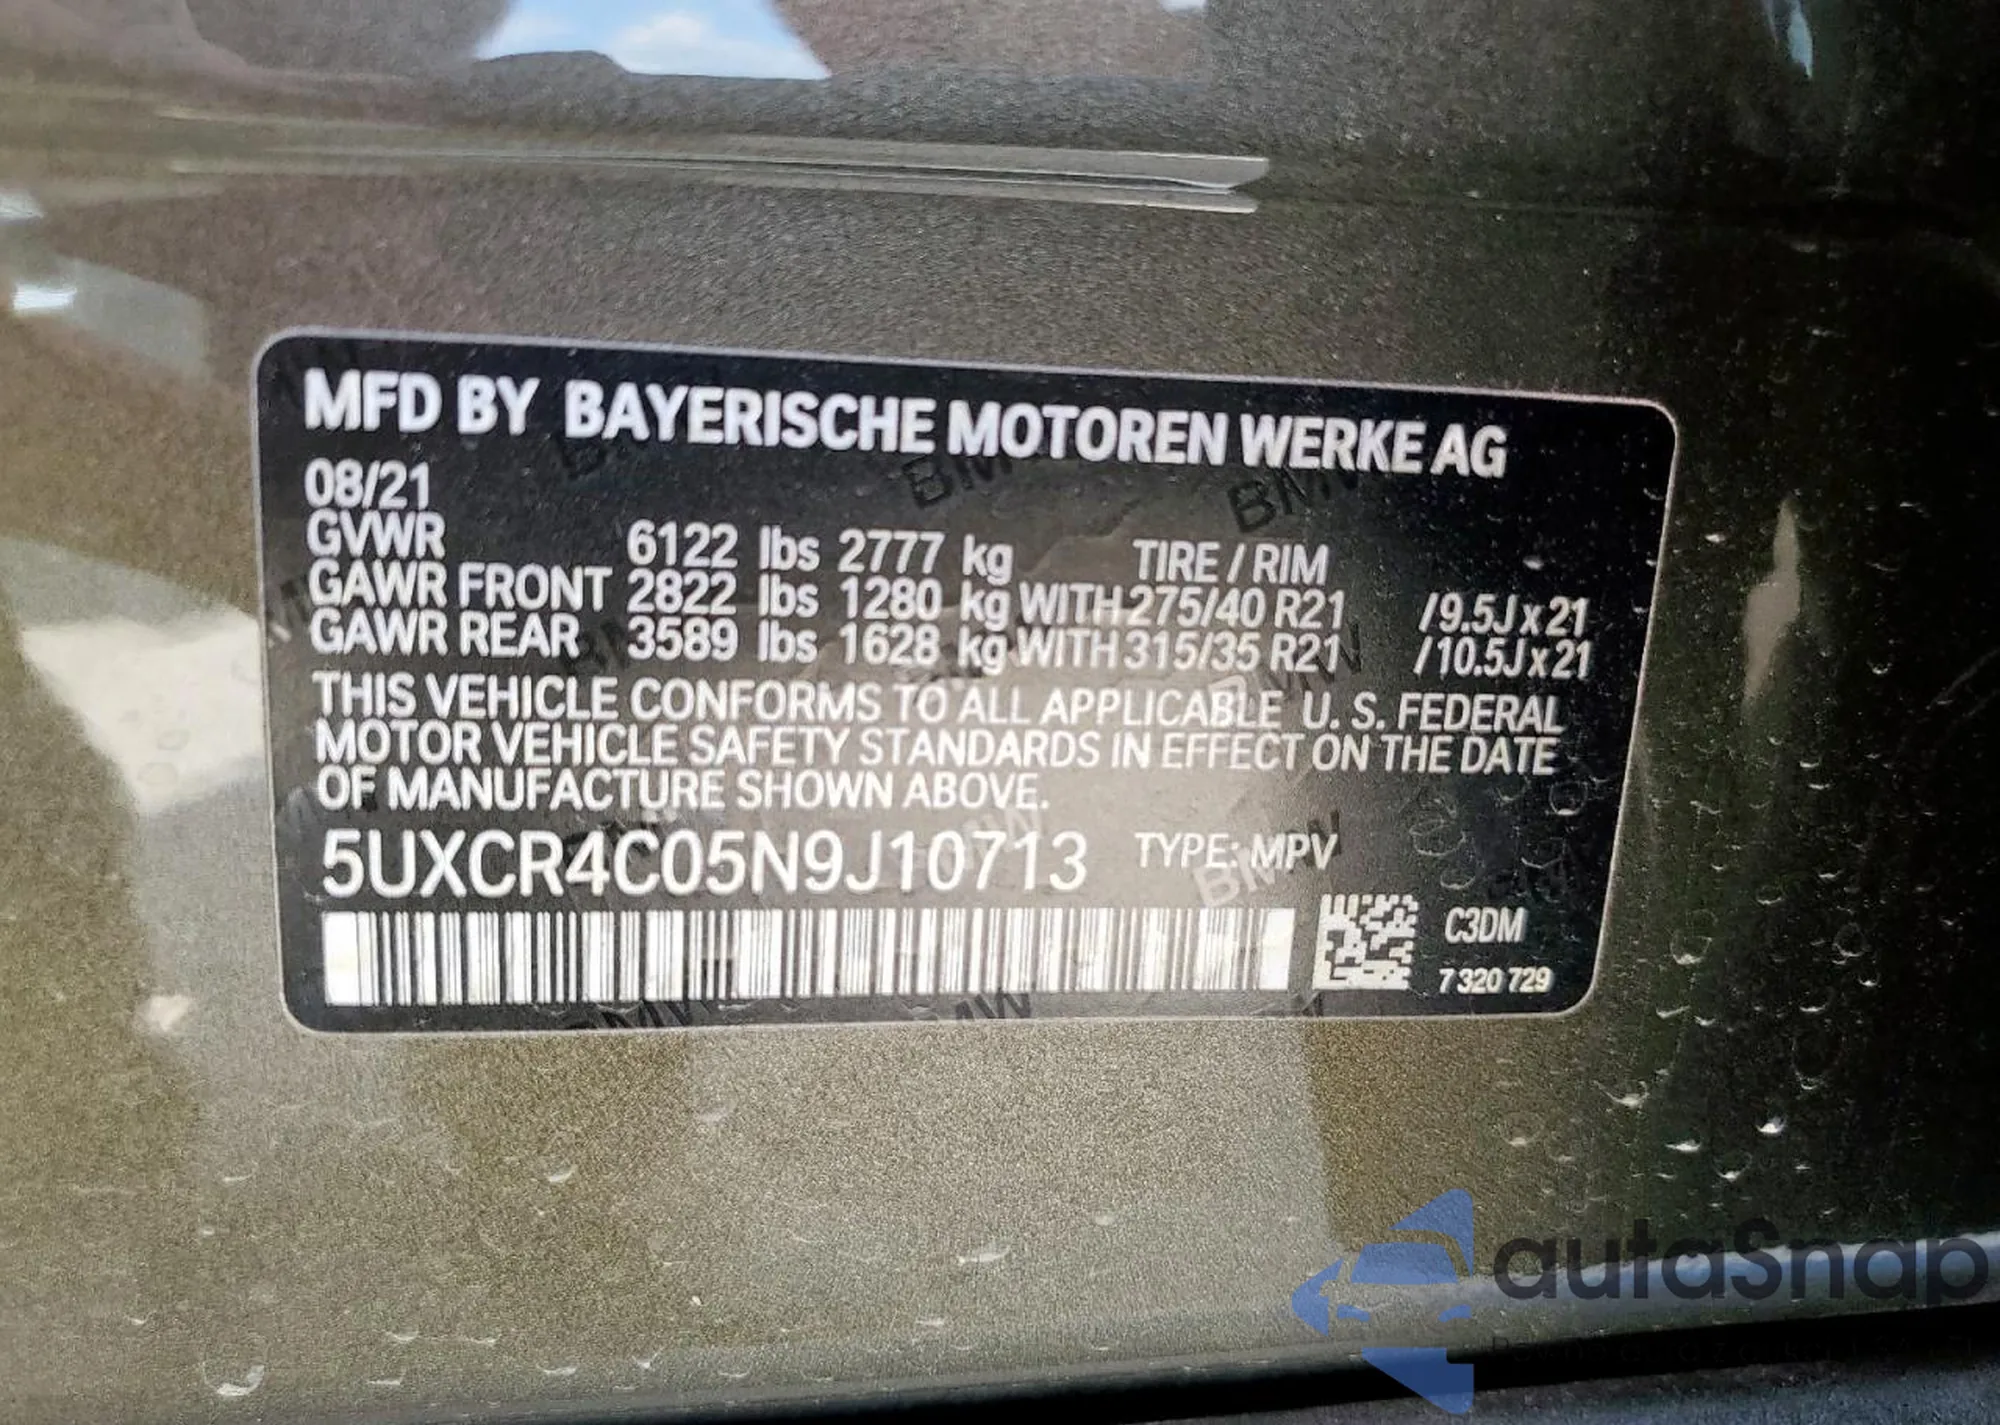 MFD BY BAYERISCHE MOTOREN WERKE AG
08/21
GVWR 6122 lbs 2777 kg TIRE / RIM
GAWR FRONT 2822 lbs 1280 kg WITH 275/40 R21 /9.5J x 21
GAWR REAR 3589 lbs 1628 kg WITH 315/35 R21 /10.5J x 21
THIS VEHICLE CONFORMS TO ALL APPLICABLE U. S. FEDERAL
MOTOR VEHICLE SAFETY STANDARDS IN EFFECT ON THE DATE
OF MANUFACTURE SHOWN ABOVE.
5UXCR4C05N9J10713 TYPE: MPV
C3DM
7 320 729
autaSnap